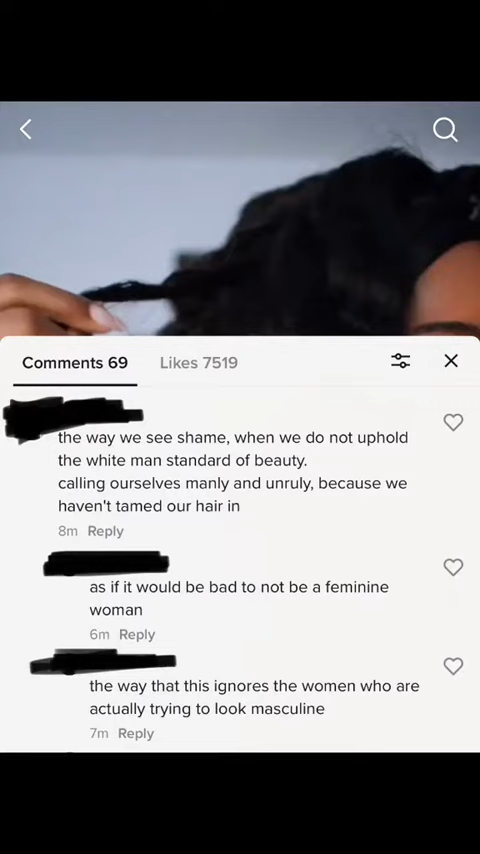 Comments 69
Likes 7519
the way we see shame, when we do not uphold
the white man standard of beauty.
calling ourselves manly and unruly, because we
haven't tamed our hair in
8m Reply
as if it would be bad to not be a feminine
woman
6m Reply
the way that this ignores the women who are
actually trying to look masculine
7m Reply